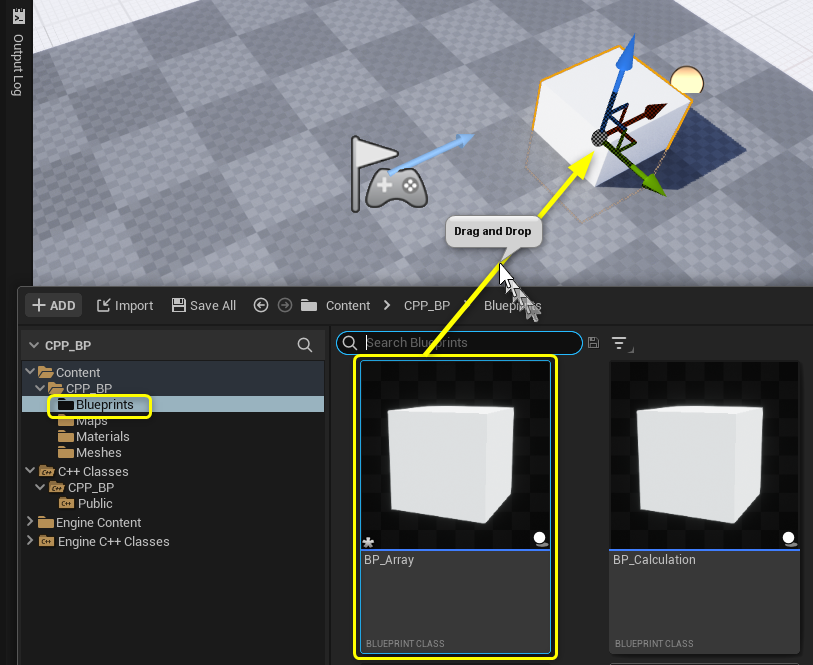 Output Log
Drag and Drop
+ ADD Import Save All Content > CPP_BP > Blueprints
CPP_BP
Search Blueprints
Content
CPP_BP
Blueprints
Maps
Materials
Meshes
C++ Classes
CPP_BP
Public
Engine Content
Engine C++ Classes
BP_Array
BLUEPRINT CLASS
BP_Calculation
BLUEPRINT CLASS